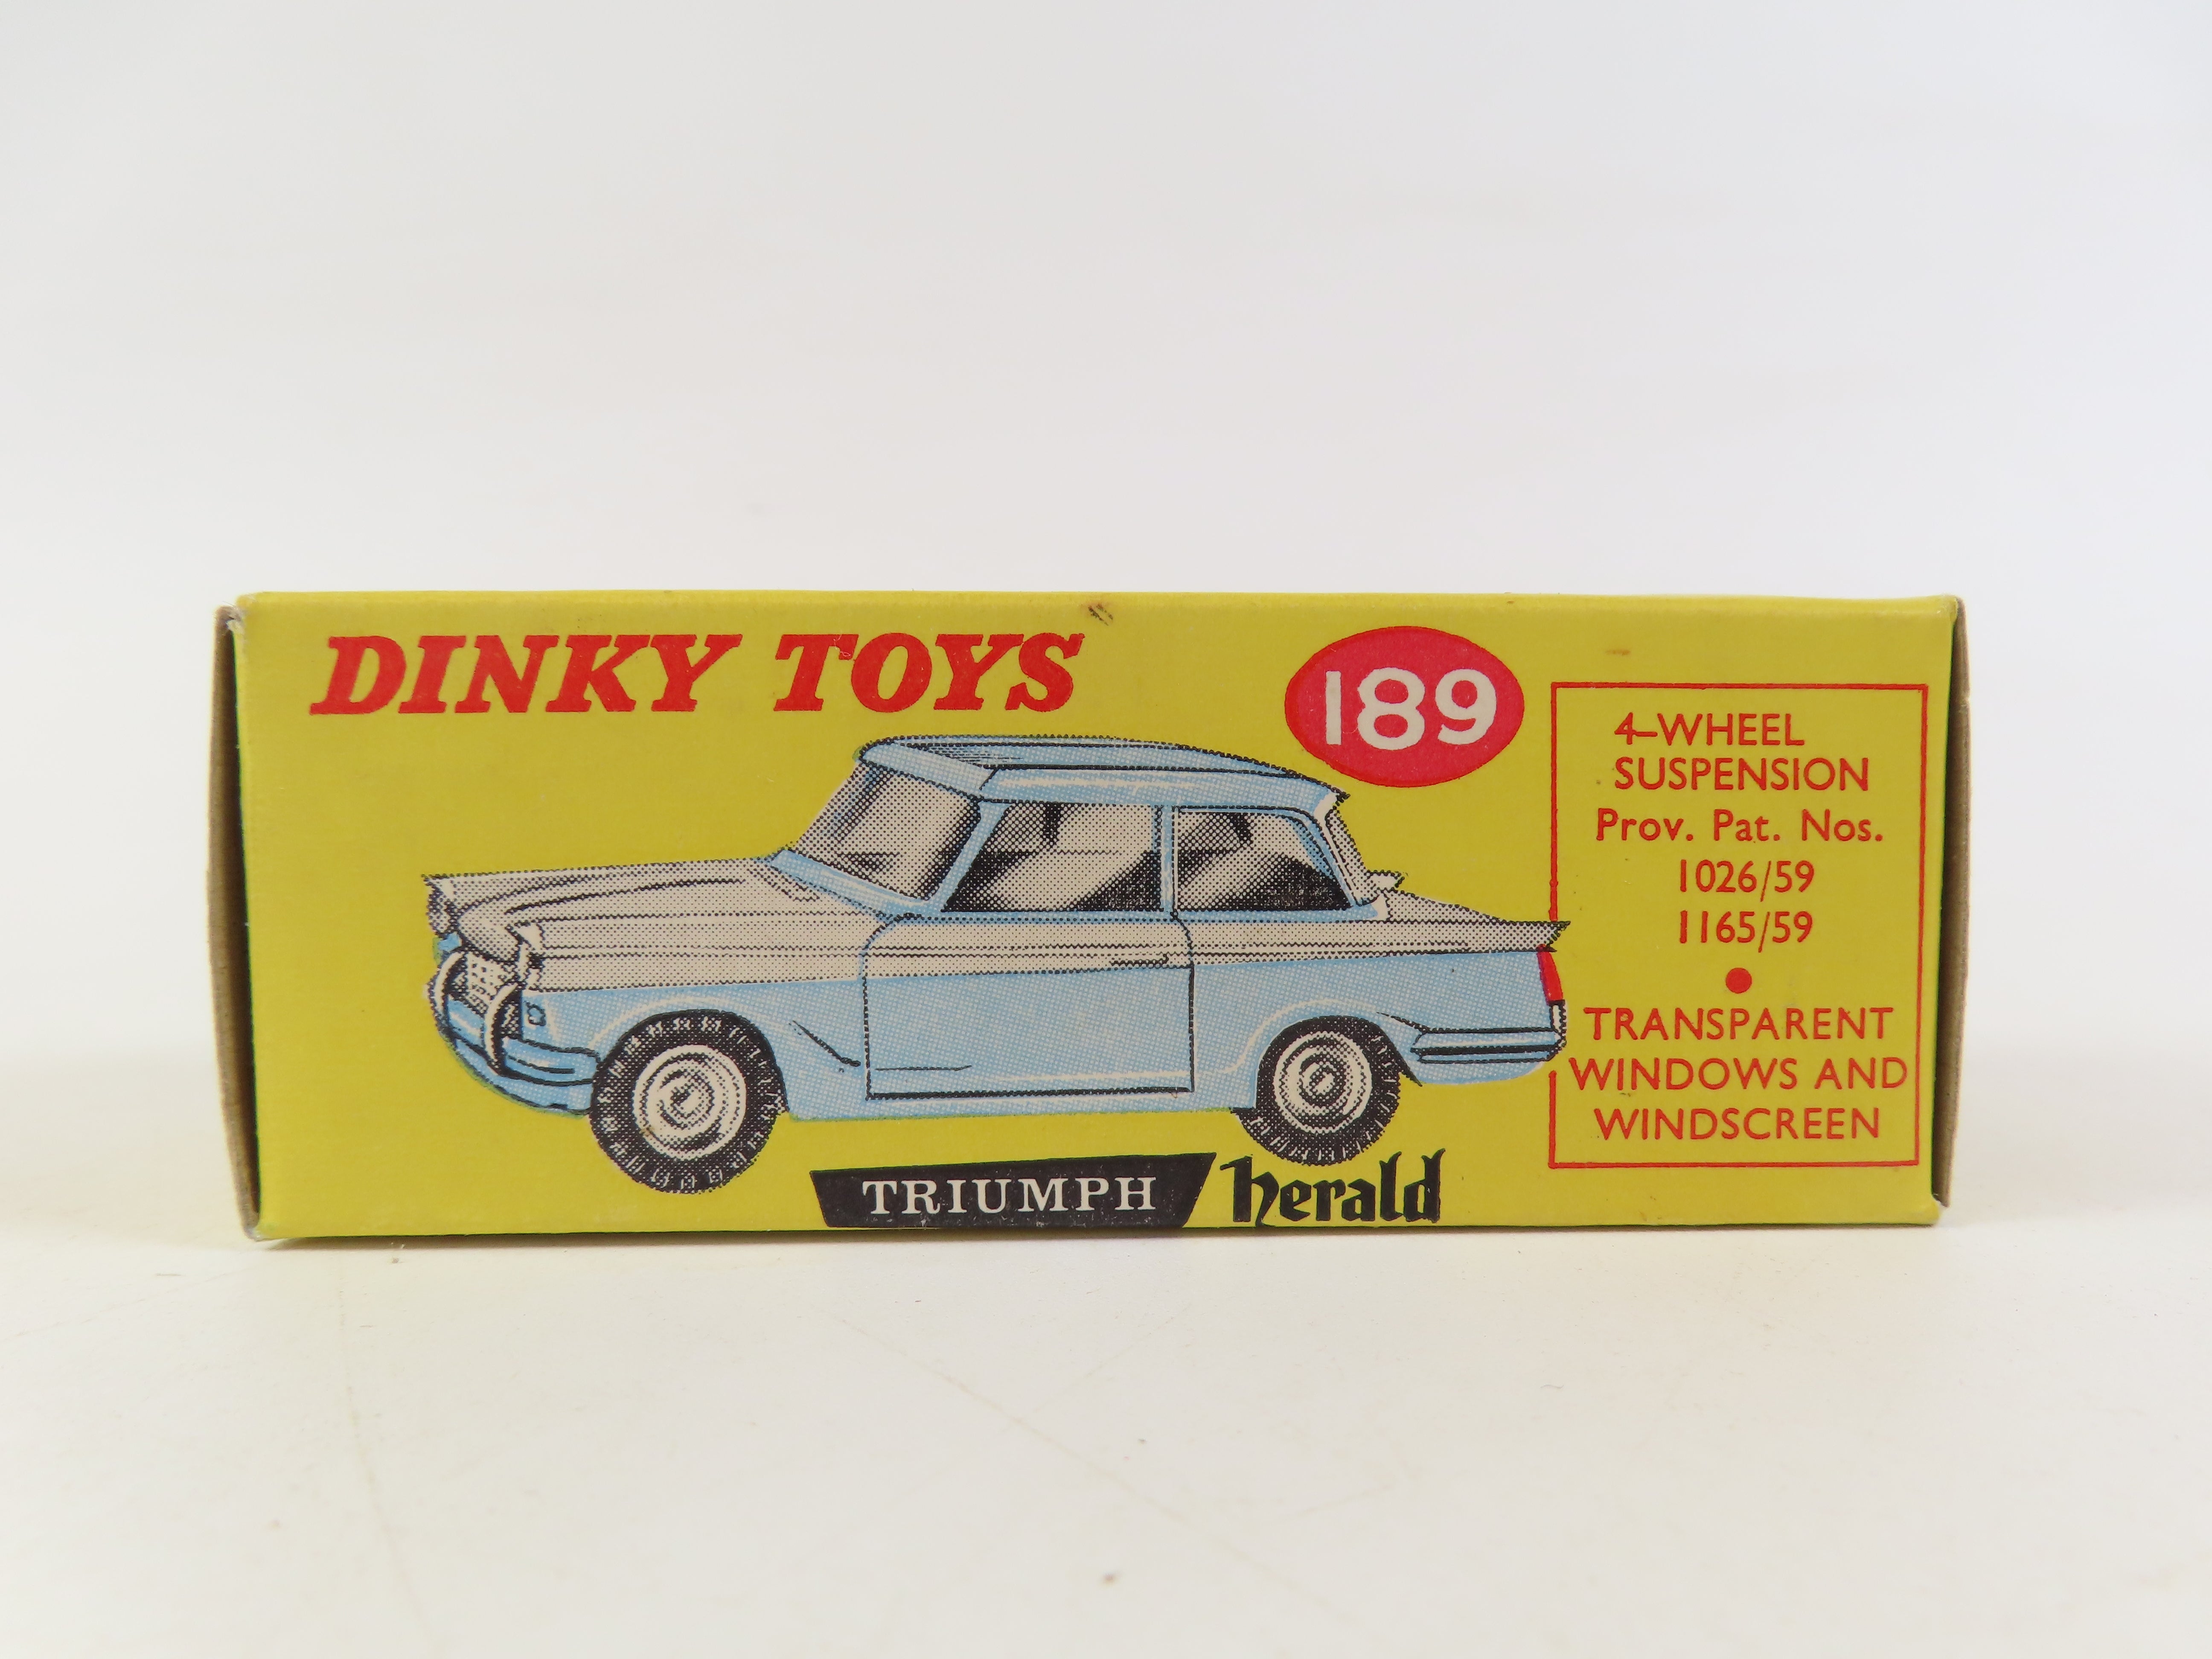 DINKY TOYS
189
4-WHEEL
SUSPENSION
Prov. Pat. Nos.
1026/59
1165/59
TRANSPARENT
WINDOWS AND
WINDSCREEN
TRIUMPH herald